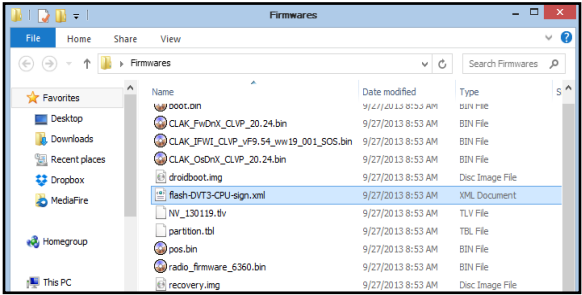 Firmwares
File Home Share View
Firmwares Search Firmwares
Name Date modified Type S
Favorites
boot.bin 9/27/2013 8:53 AM BIN File
Desktop
CLAK_FwDnX_CLVP_20.24.bin 9/27/2013 8:53 AM BIN File
Downloads
CLAK_IFWI_CLVP_vF9.54_ww19_001_SOS.bin 9/27/2013 8:53 AM BIN File
Recent places
CLAK_OsDnX_CLVP_20.24.bin 9/27/2013 8:53 AM BIN File
Dropbox
droidboot.img 9/27/2013 8:53 AM Disc Image File
MediaFire
flash-DVT3-CPU-sign.xml 9/27/2013 8:53 AM XML Document
NV_130119.tlv 9/27/2013 8:53 AM TLV File
partition.tbl 9/27/2013 8:53 AM TBL File
Homegroup
pos.bin 9/27/2013 8:53 AM BIN File
radio_firmware_6360.bin 9/27/2013 8:53 AM BIN File
This PC
recovery.img 9/27/2013 8:53 AM Disc Image File